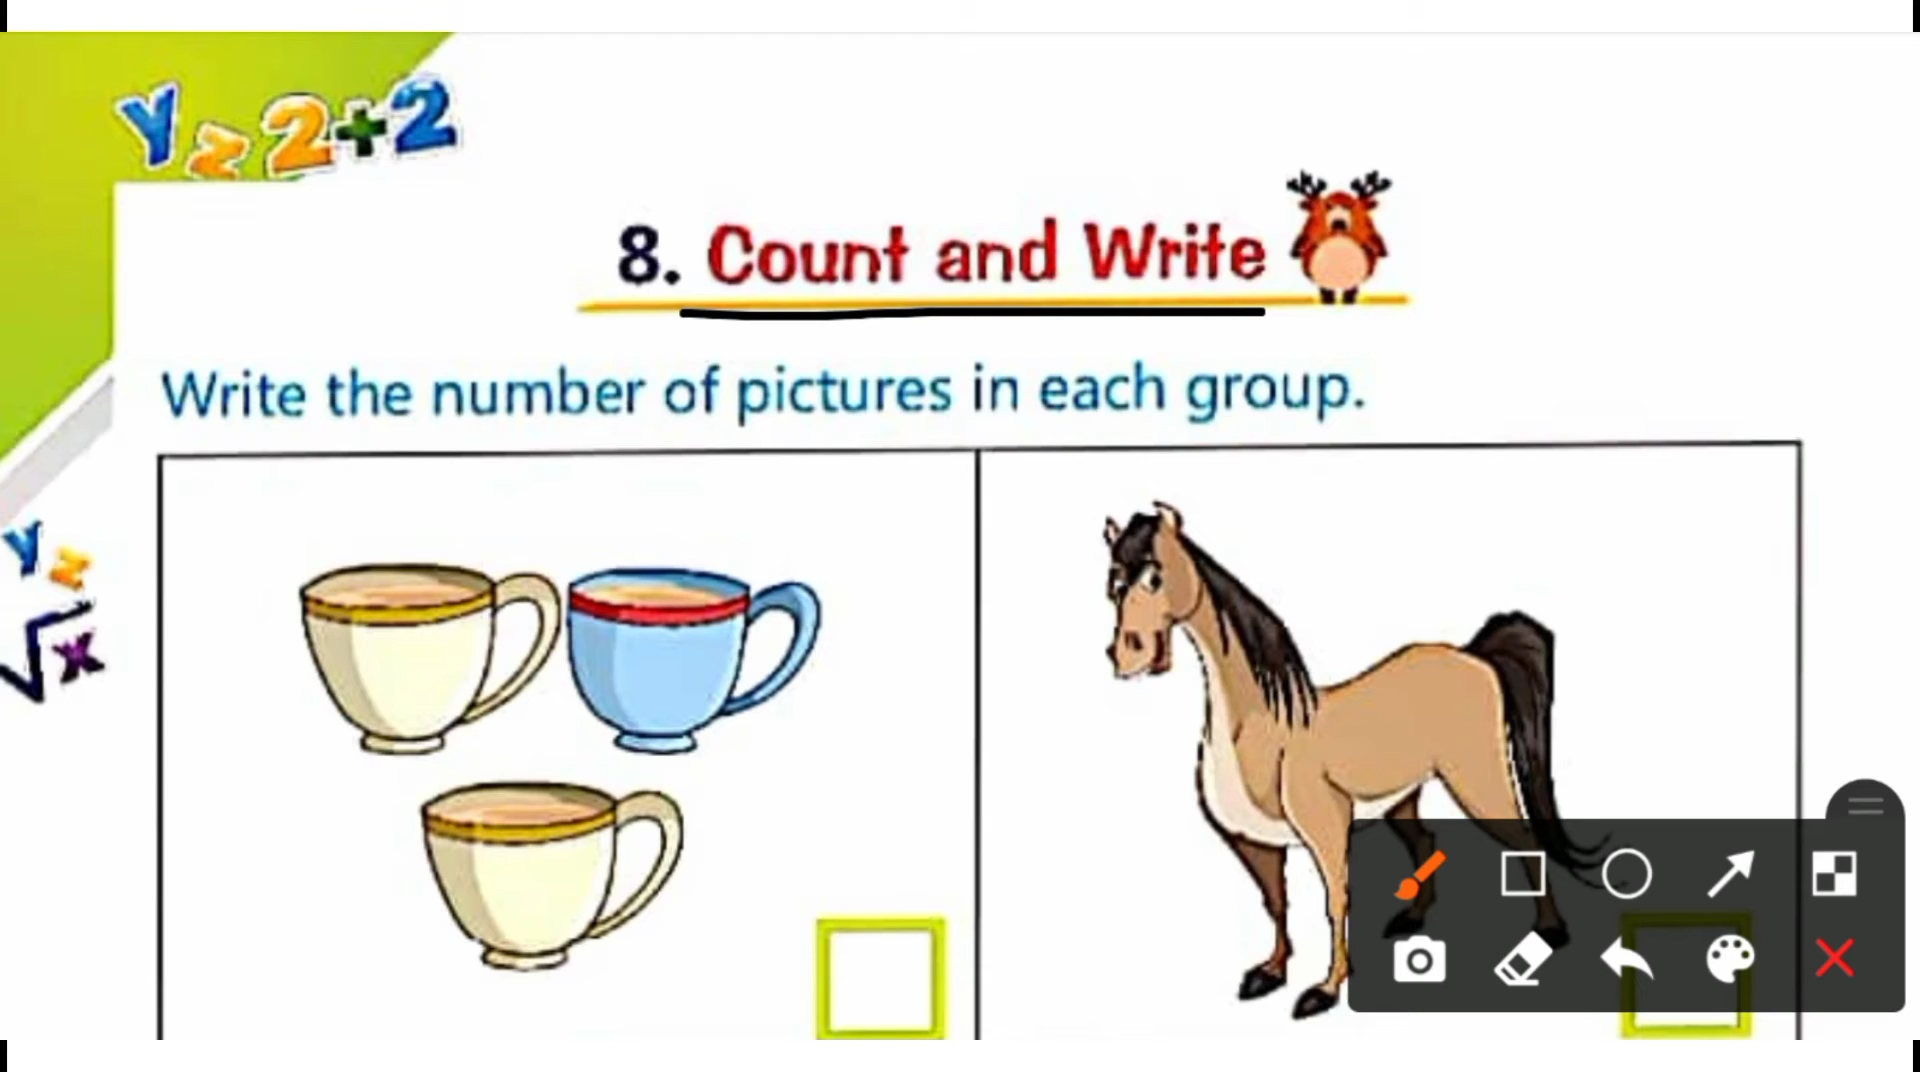 Y z 2+2
8. Count and Write
Write the number of pictures in each group.
y z
√x